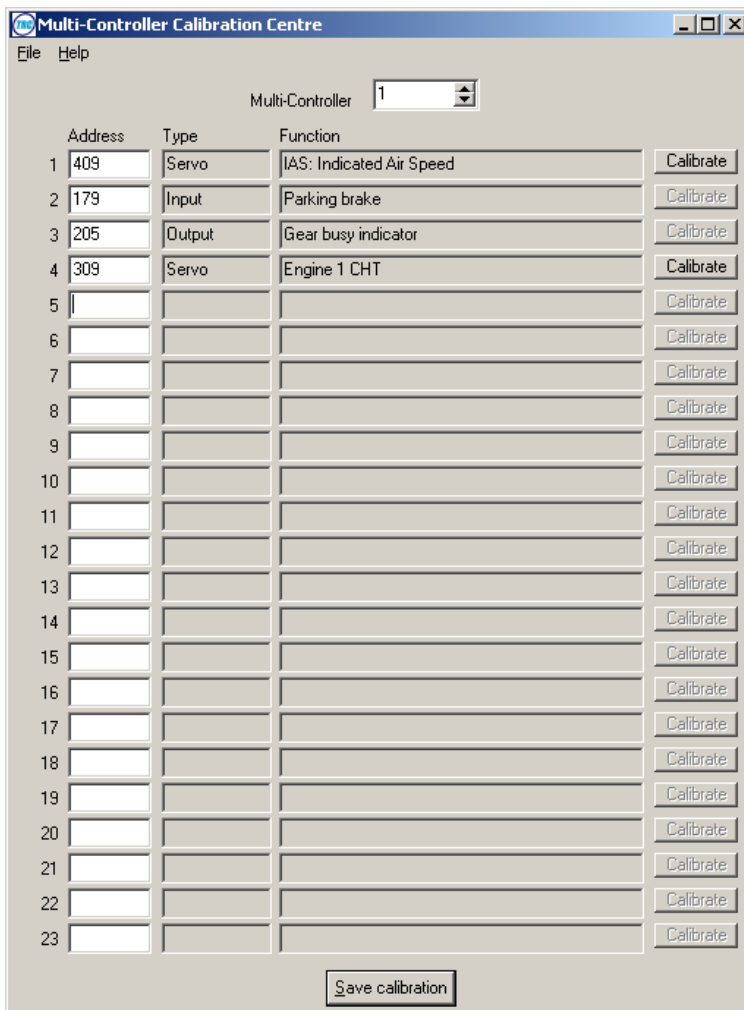 TRC Multi-Controller Calibration Centre
File Help
Multi-Controller 1
Address Type Function
1 409 Servo IAS: Indicated Air Speed Calibrate
2 179 Input Parking brake Calibrate
3 205 Output Gear busy indicator Calibrate
4 309 Servo Engine 1 CHT Calibrate
5 Calibrate
6 Calibrate
7 Calibrate
8 Calibrate
9 Calibrate
10 Calibrate
11 Calibrate
12 Calibrate
13 Calibrate
14 Calibrate
15 Calibrate
16 Calibrate
17 Calibrate
18 Calibrate
19 Calibrate
20 Calibrate
21 Calibrate
22 Calibrate
23 Calibrate
Save calibration